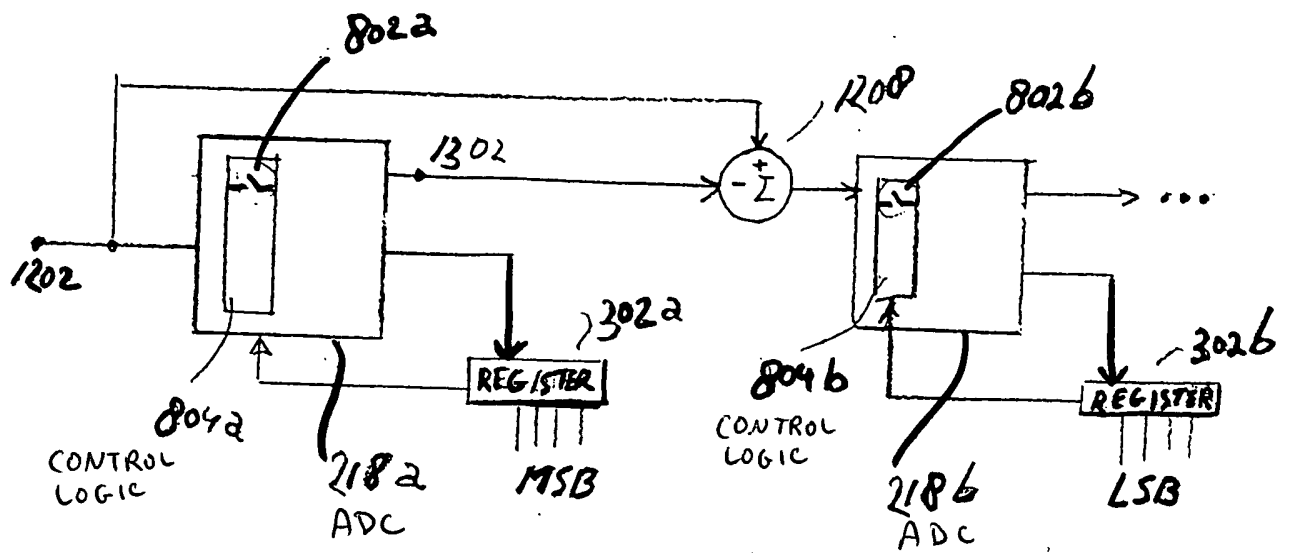 802a
1208
802b
1302
+
- Σ
...
1202
302a
302b
REGISTER
REGISTER
804a
804b
CONTROL
LOGIC
CONTROL
LOGIC
MSB
LSB
218a
ADC
218b
ADC